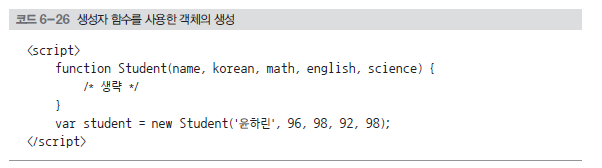 코드 6-26 생성자 함수를 사용한 객체의 생성
<script>
function Student(name, korean, math, english, science) {
/* 생략 */
}
var student = new Student('윤하린', 96, 98, 92, 98);
</script>